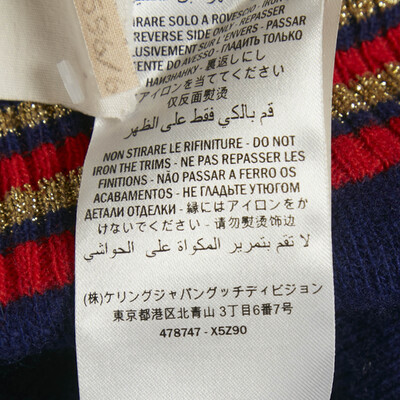 STIRARE SOLO A ROVESCIO - IRON
REVERSE SIDE ONLY - REPASSER
EXCLUSIVEMENT SUR L'ENVERS - PASSAR
SOMENTE DO AVESSO - ГЛАДИТЬ ТОЛЬКО
НАИЗНАНКУ - 裏返しにし
アイロンを当ててください
仅反面熨烫
قم بالكي فقط على الظهر
NON STIRARE LE RIFINITURE - DO NOT
IRON THE TRIMS - NE PAS REPASSER LES
FINITIONS - NÃO PASSAR A FERRO OS
ACABAMENTOS - НЕ ГЛАДЬТЕ УТЮГОМ
ДЕТАЛИ ОТДЕЛКИ - 縁にはアイロンをか
けないでください - 请勿熨烫饰边
لا تقم بتمرير المكواة على الحواشي
(株)ケリングジャパングッチディビジョン
東京都港区北青山3丁目6番7号
478747 - X5Z90